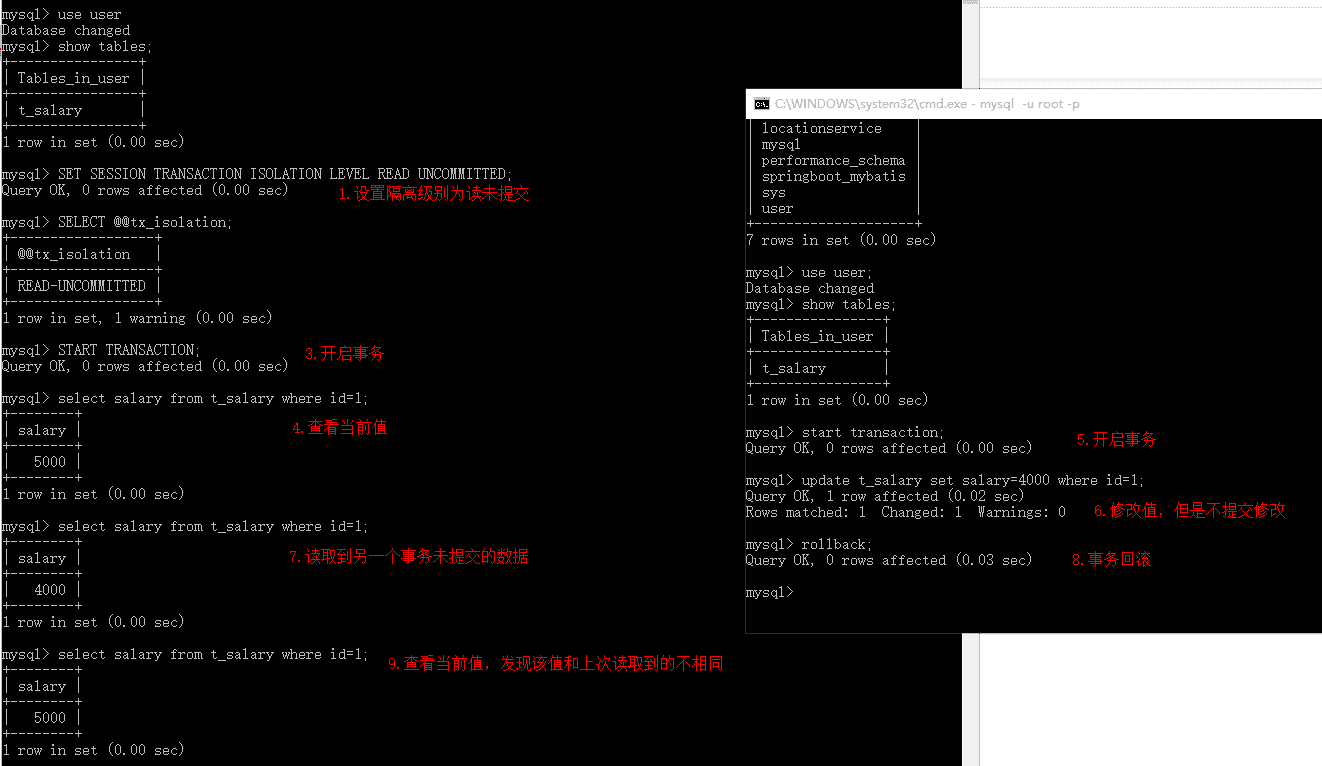 mysql> use user
Database changed
mysql> show tables;
+----------------+
| Tables_in_user |
+----------------+
| t_salary       |
+----------------+
1 row in set (0.00 sec)
mysql> SET SESSION TRANSACTION ISOLATION LEVEL READ UNCOMMITTED;
Query OK, 0 rows affected (0.00 sec)
1.设置隔离级别为读未提交
mysql> SELECT @@tx_isolation;
+------------------+
| @@tx_isolation   |
+------------------+
| READ-UNCOMMITTED |
+------------------+
1 row in set, 1 warning (0.00 sec)
mysql> START TRANSACTION;
3.开启事务
Query OK, 0 rows affected (0.00 sec)
mysql> select salary from t_salary where id=1;
+--------+
| salary |
4.查看当前值
+--------+
|   5000 |
+--------+
1 row in set (0.00 sec)
mysql> select salary from t_salary where id=1;
+--------+
| salary |
7.读取到另一个事务未提交的数据
+--------+
|   4000 |
+--------+
1 row in set (0.00 sec)
mysql> select salary from t_salary where id=1;
9.查看当前值，发现该值和上次读取到的不相同
+--------+
| salary |
+--------+
|   5000 |
+--------+
1 row in set (0.00 sec)
C:\WINDOWS\system32\cmd.exe - mysql  -u root -p
| locationservice    |
| mysql              |
| performance_schema |
| springboot_mybatis |
| sys                |
| user               |
+--------------------+
7 rows in set (0.00 sec)
mysql> use user;
Database changed
mysql> show tables;
+----------------+
| Tables_in_user |
+----------------+
| t_salary       |
+----------------+
1 row in set (0.00 sec)
mysql> start transaction;
5.开启事务
Query OK, 0 rows affected (0.00 sec)
mysql> update t_salary set salary=4000 where id=1;
Query OK, 1 row affected (0.02 sec)
Rows matched: 1  Changed: 1  Warnings: 0
6.修改值，但是不提交修改
mysql> rollback;
Query OK, 0 rows affected (0.03 sec)
8.事务回滚
mysql>